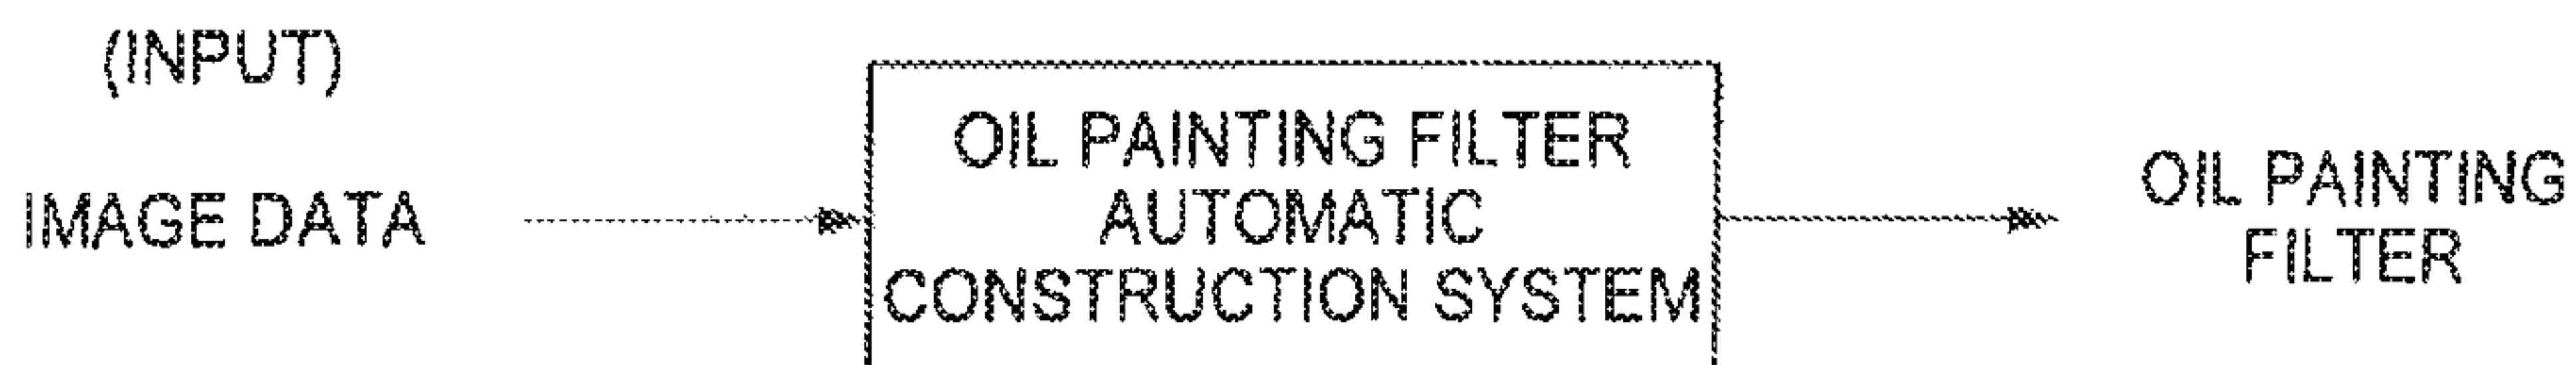 (INPUT)
IMAGE DATA
OIL PAINTING FILTER
AUTOMATIC
CONSTRUCTION SYSTEM
OIL PAINTING
FILTER